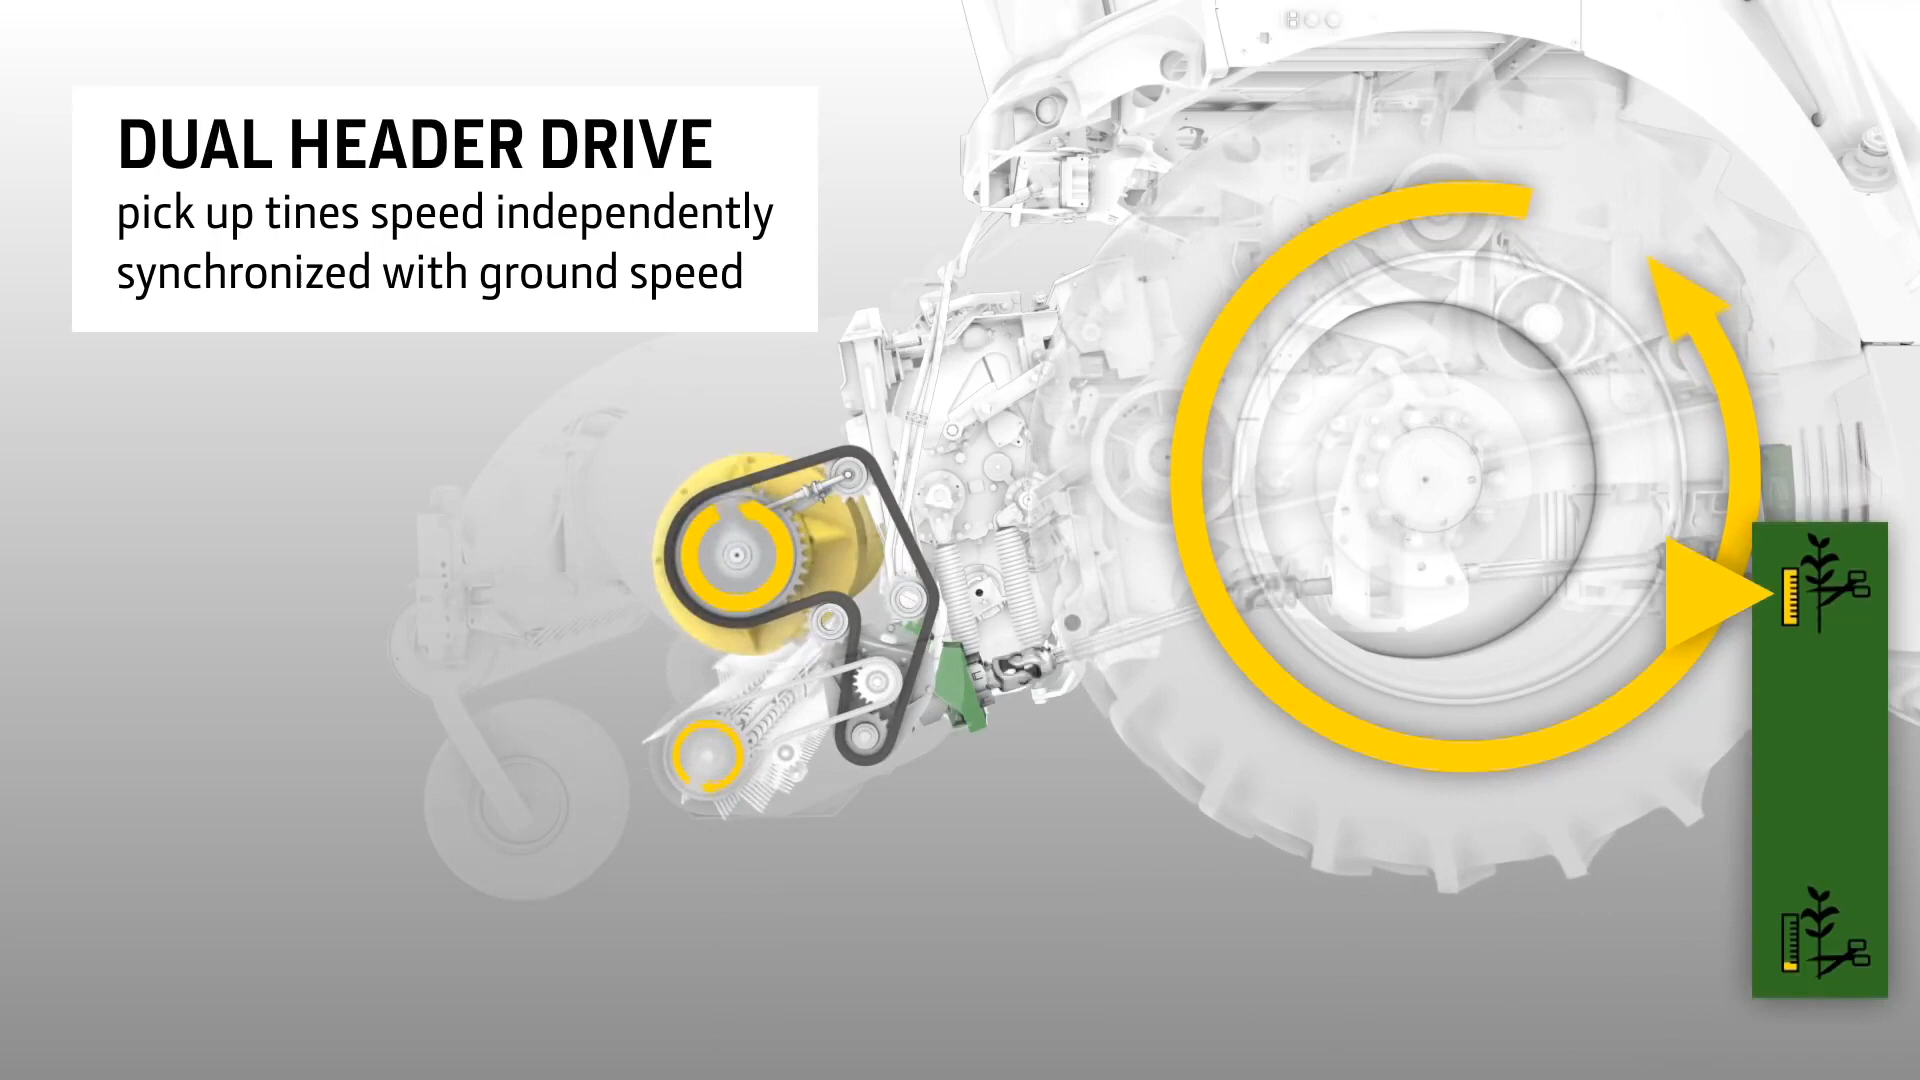 DUAL HEADER DRIVE
pick up tines speed independently
synchronized with ground speed